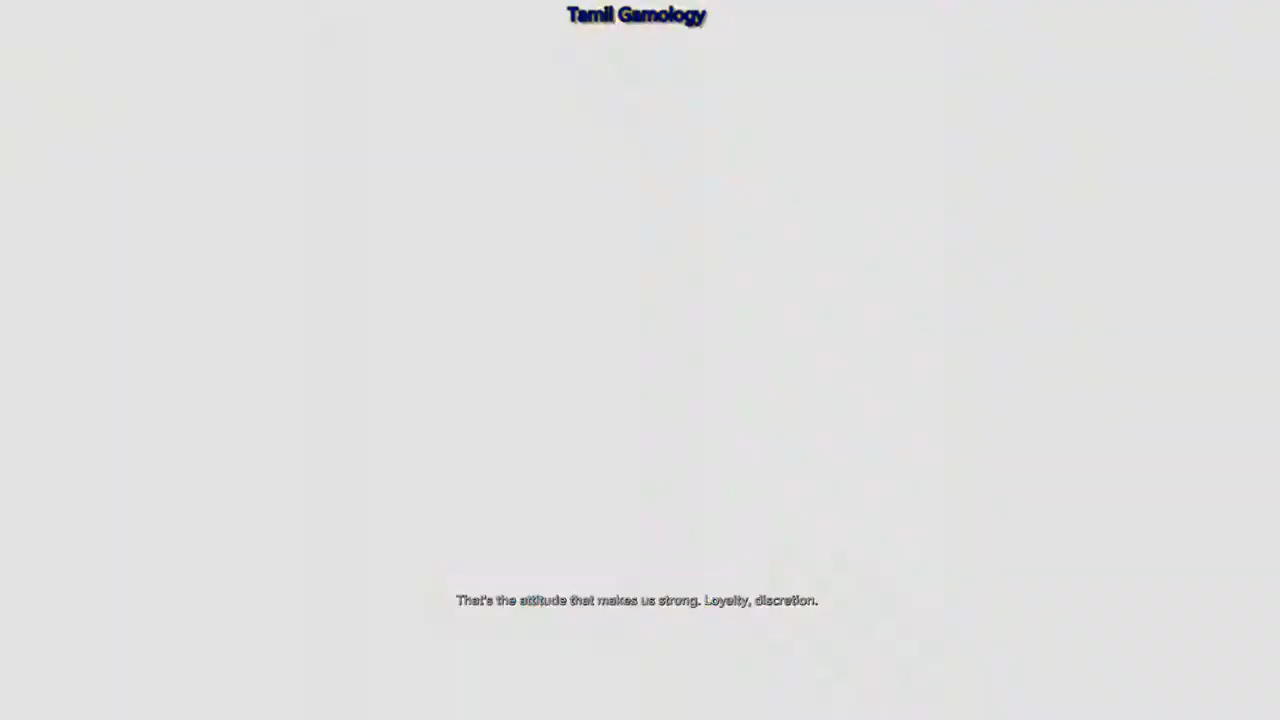 Tamil Gamology
That's the attitude that makes us strong. Loyalty, discretion.